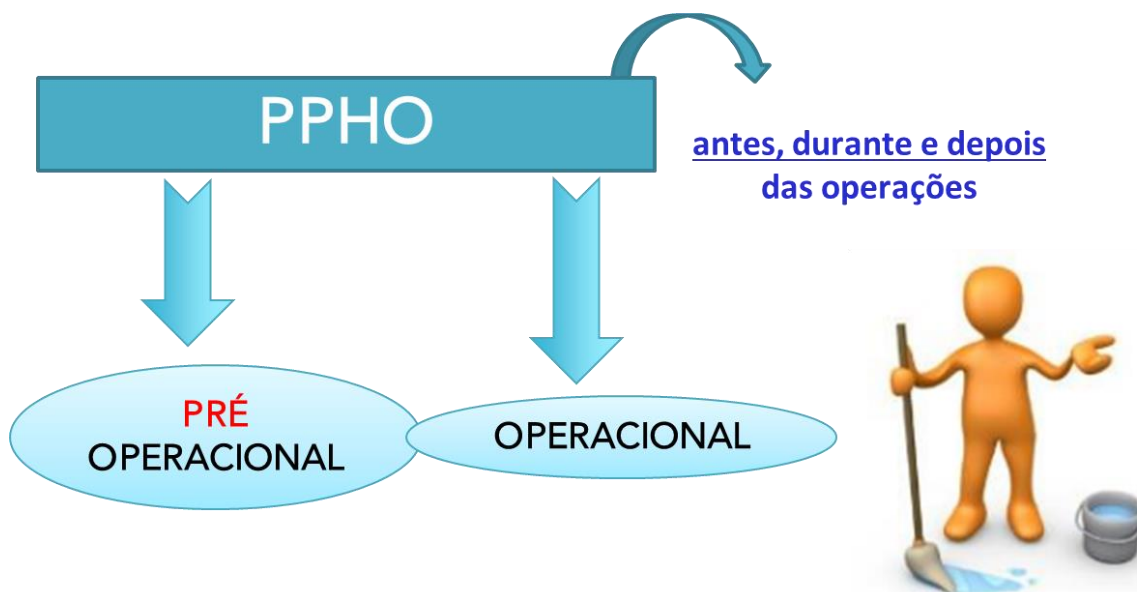 PPHO
antes, durante e depois
das operações
PRÉ
OPERACIONAL
OPERACIONAL